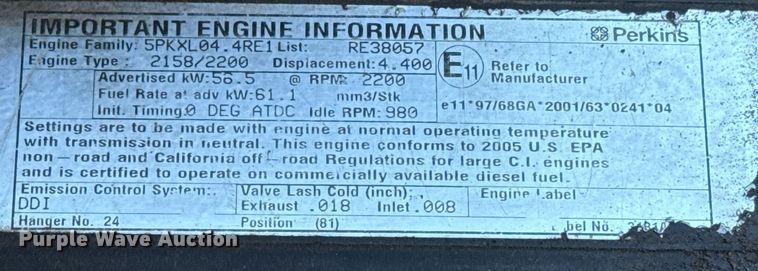 IMPORTANT ENGINE INFORMATION
Perkins
Engine Family: 5PKXL04.4RE1 List: RE38057
Engine Type : 2158/2200 Displacement: 4.400
Advertised kW: 56.5 @ RPM: 2200
Fuel Rate at adv kW: 61.1 mm3/Stk
Init. Timing: 0 DEG ATDC Idle RPM: 980
E11 Refer to
Manufacturer
e11*97/68GA*2001/63*0241*04
Settings are to be made with engine at normal operating temperature
with transmission in neutral. This engine conforms to 2005 U.S. EPA
non-road and California off-road Regulations for large C.I. engines
and is certified to operate on commercially available diesel fuel.
Emission Control System: Valve Lash Cold (inch): Engine Label
DDI Exhaust .018 Inlet .008
Hanger No. 24 Position (81) bel No.
Purple Wave Auction